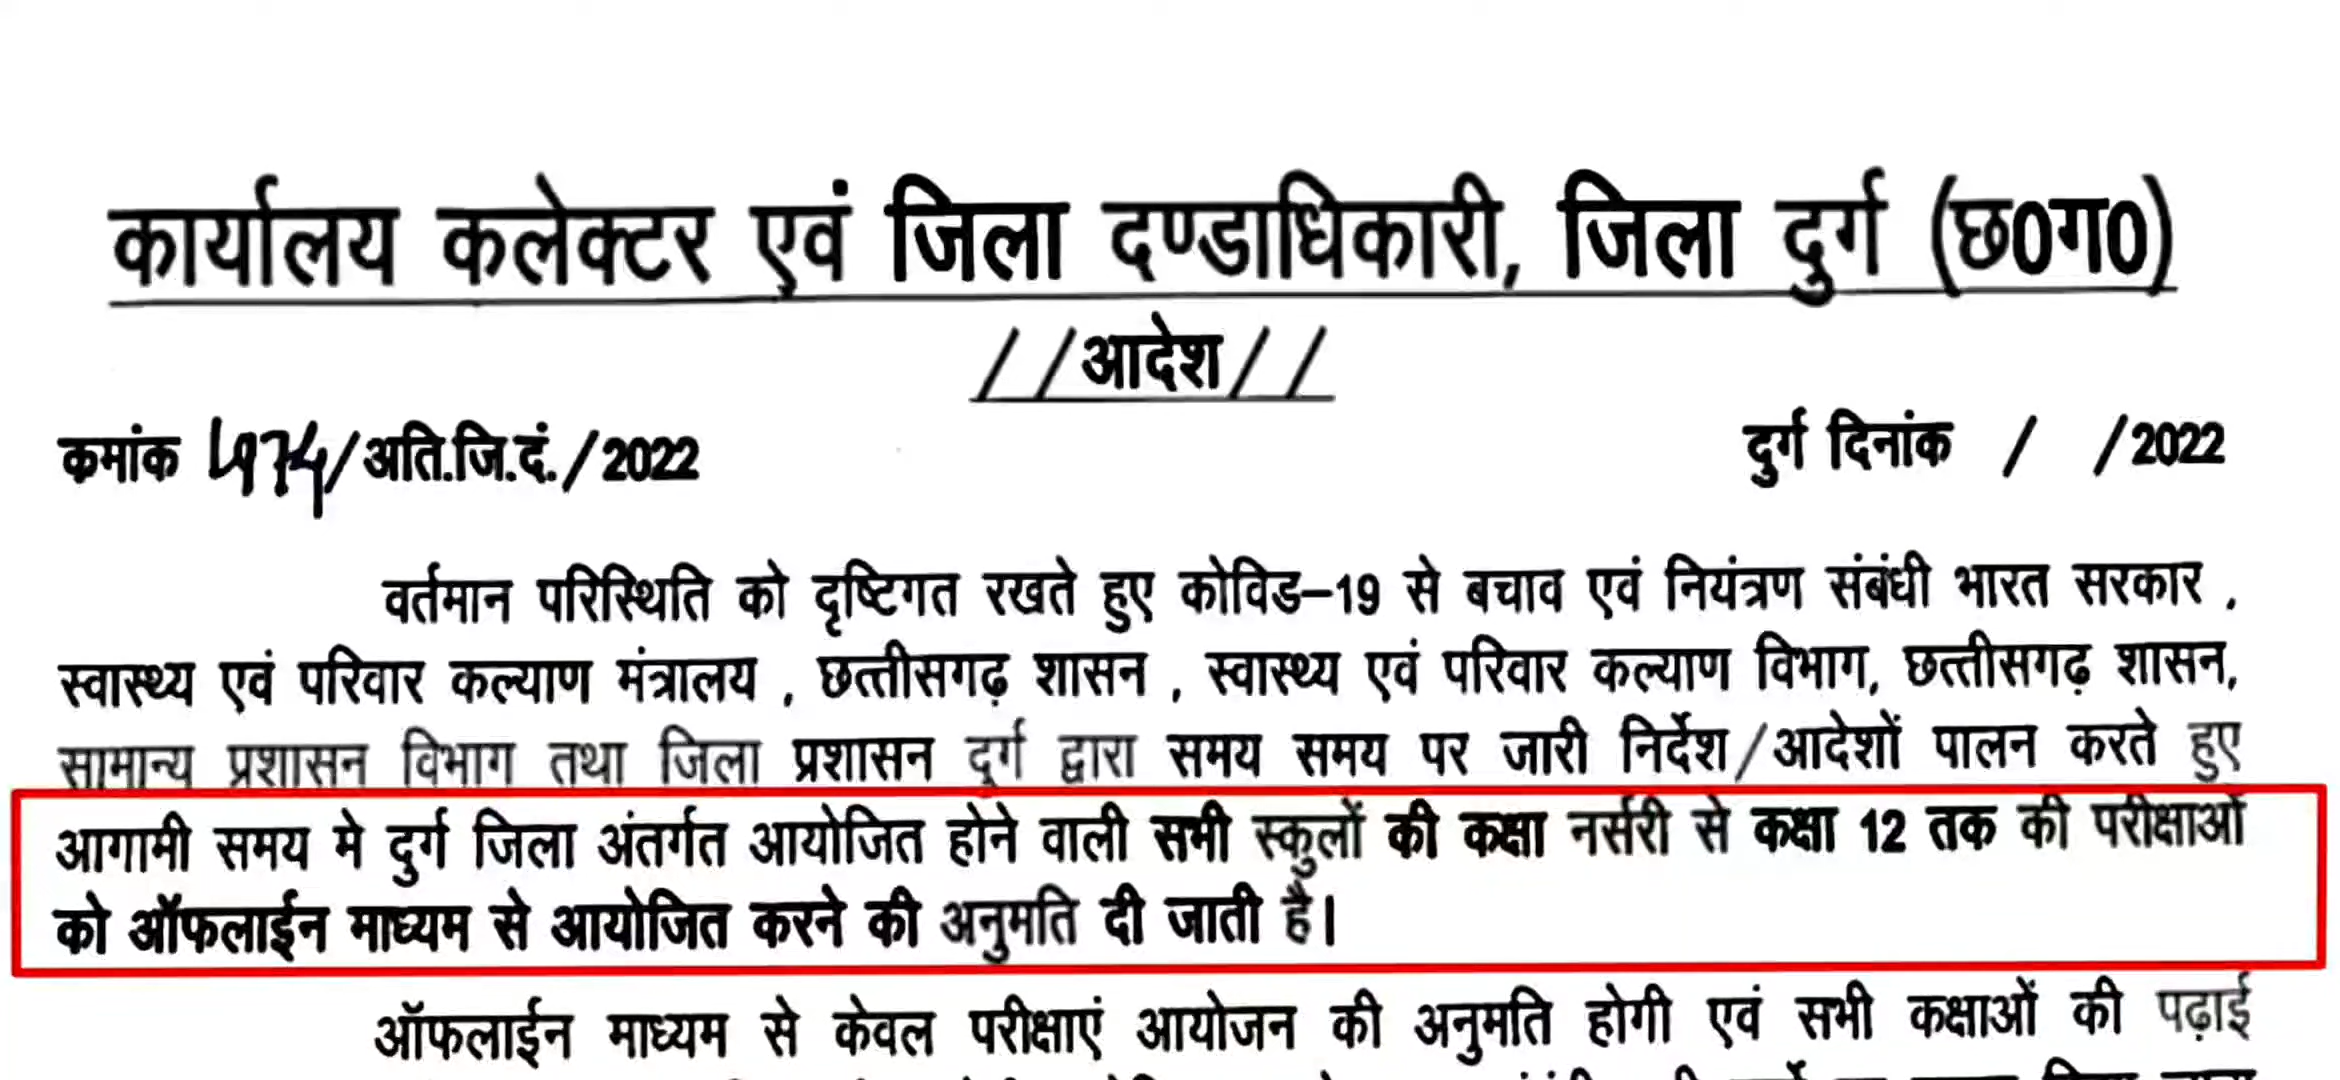 कार्यालय कलेक्टर एवं जिला दण्डाधिकारी, जिला दुर्ग (छ0ग0)
//आदेश//
कमांक /अति.जि.दं./2022 दुर्ग दिनांक / /2022
वर्तमान परिस्थिति को दृष्टिगत रखते हुए कोविड–19 से बचाव एवं नियंत्रण संबंधी भारत सरकार ,
स्वास्थ्य एवं परिवार कल्याण मंत्रालय , छत्तीसगढ़ शासन , स्वास्थ्य एवं परिवार कल्याण विभाग, छत्तीसगढ़ शासन,
सामान्य प्रशासन विभाग तथा जिला प्रशासन दुर्ग द्वारा समय समय पर जारी निर्देश/आदेशों पालन करते हुए
आगामी समय मे दुर्ग जिला अंतर्गत आयोजित होने वाली सभी स्कुलों की कक्षा नर्सरी से कक्षा 12 तक की परीक्षाओं
को ऑफलाईन माध्यम से आयोजित करने की अनुमति दी जाती है।
ऑफलाईन माध्यम से केवल परीक्षाएं आयोजन की अनुमति होगी एवं सभी कक्षाओं की पढ़ाई